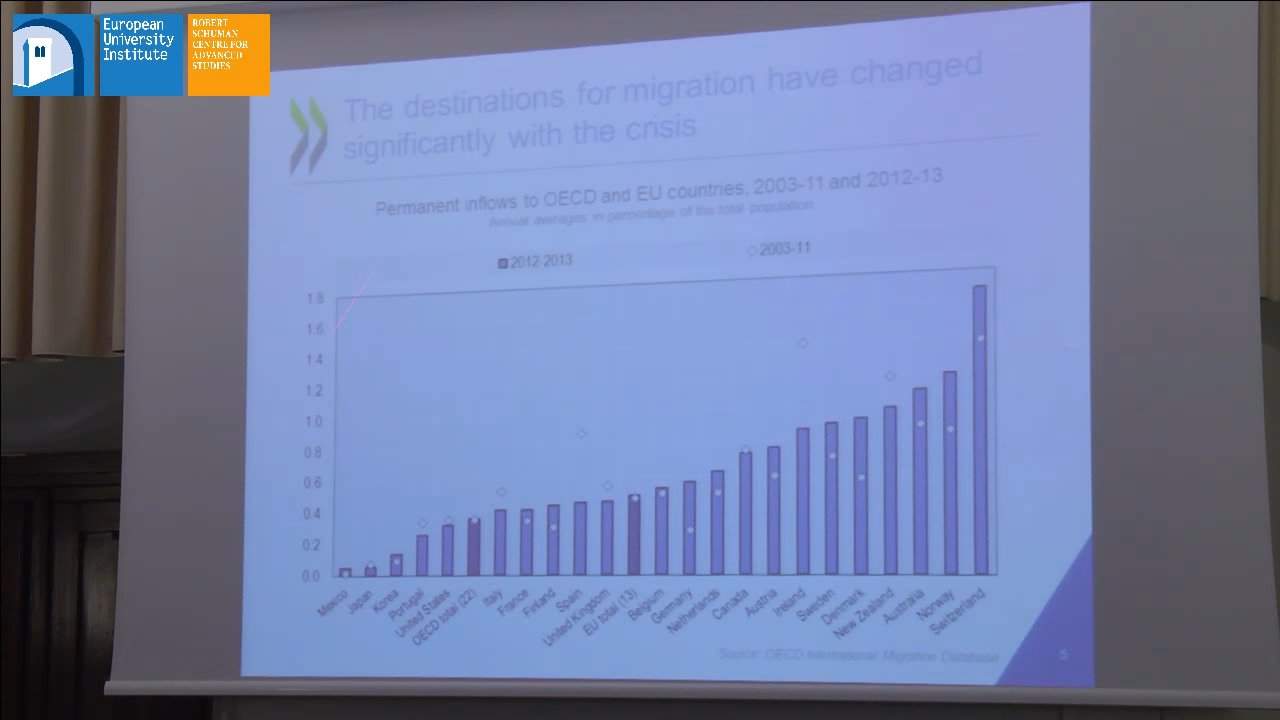 European
University
Institute
ROBERT
SCHUMAN
CENTRE FOR
ADVANCED
STUDIES
The destinations for migration have changed
significantly with the crisis
Permanent inflows to OECD and EU countries, 2003-11 and 2012-13
Annual averages in percentage of the total population
2012 2013
2003-11
1.8
1.6
1.4
1.2
1.0
0.8
0.6
0.4
0.2
0.0
Mexico
Japan
Korea
Portugal
United States
OECD total (22)
Italy
France
Finland
Spain
United Kingdom
EU total (13)
Belgium
Germany
Netherlands
Canada
Austria
Ireland
Sweden
Denmark
New Zealand
Australia
Norway
Switzerland
Source: OECD International Migration Database
5